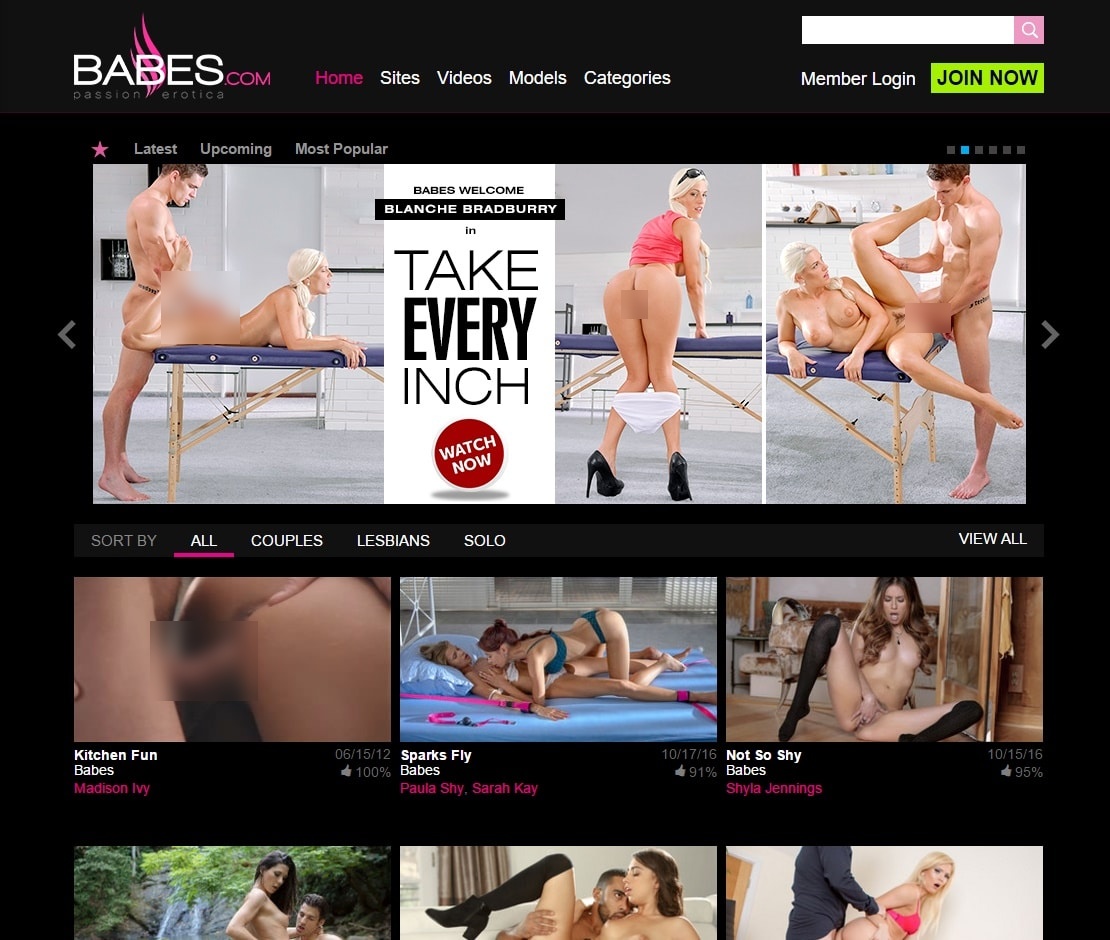 BABES.COM
passion erotica
Home Sites Videos Models Categories
Member Login JOIN NOW
Latest Upcoming Most Popular
BABES WELCOME
BLANCHE BRADBURRY
in
TAKE
EVERY
INCH
WATCH
NOW
SORT BY ALL COUPLES LESBIANS SOLO VIEW ALL
Kitchen Fun 06/15/12
Babes 100%
Madison Ivy
Sparks Fly 10/17/16
Babes 91%
Paula Shy, Sarah Kay
Not So Shy 10/15/16
Babes 95%
Shyla Jennings